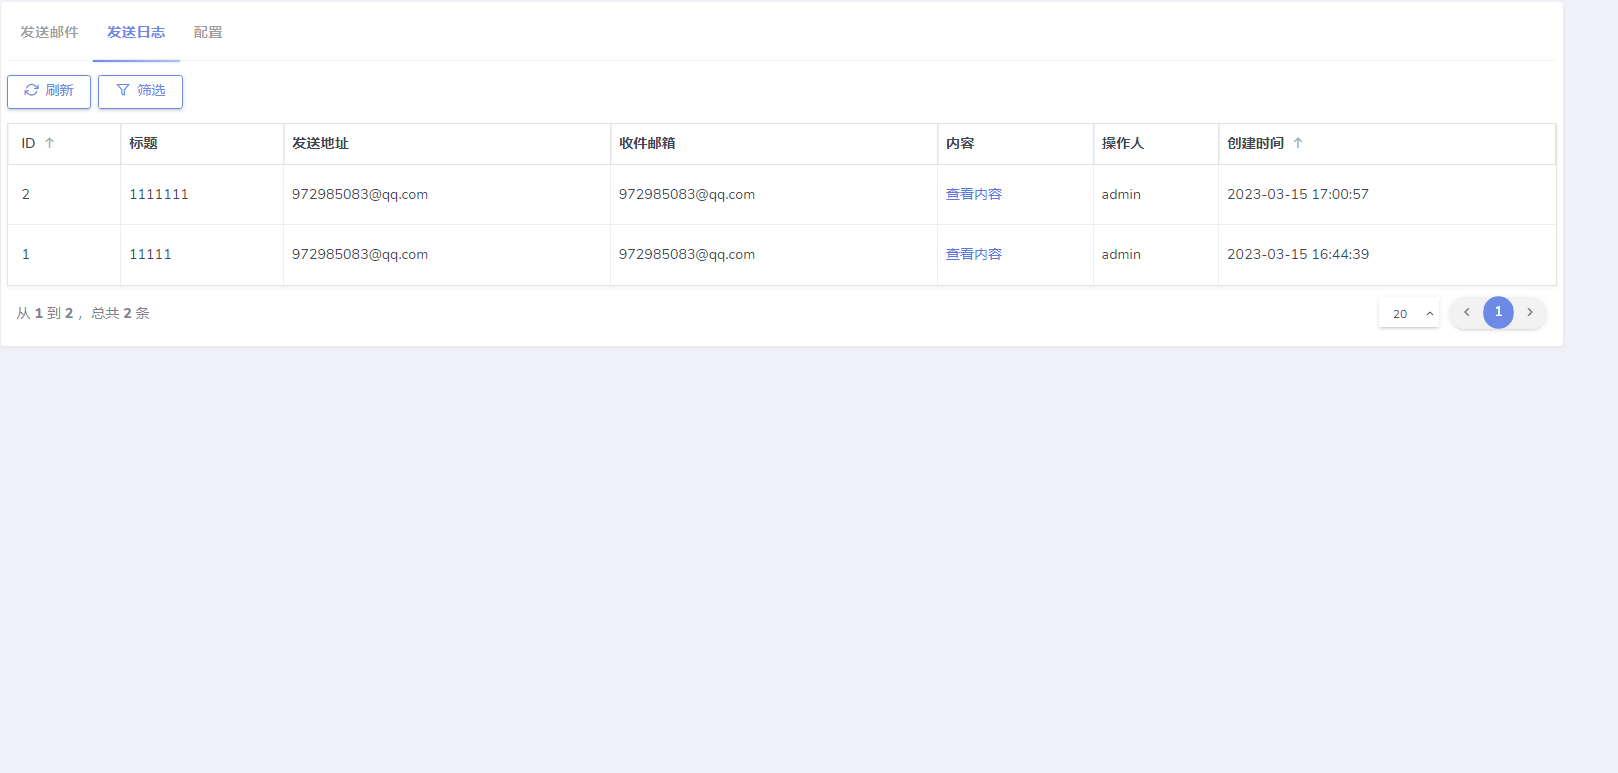 发送邮件 发送日志 配置
刷新 筛选
ID 标题 发送地址 收件邮箱 内容 操作人 创建时间
2 1111111 972985083@qq.com 972985083@qq.com 查看内容 admin 2023-03-15 17:00:57
1 11111 972985083@qq.com 972985083@qq.com 查看内容 admin 2023-03-15 16:44:39
从 1 到 2 ，总共 2 条 20 1